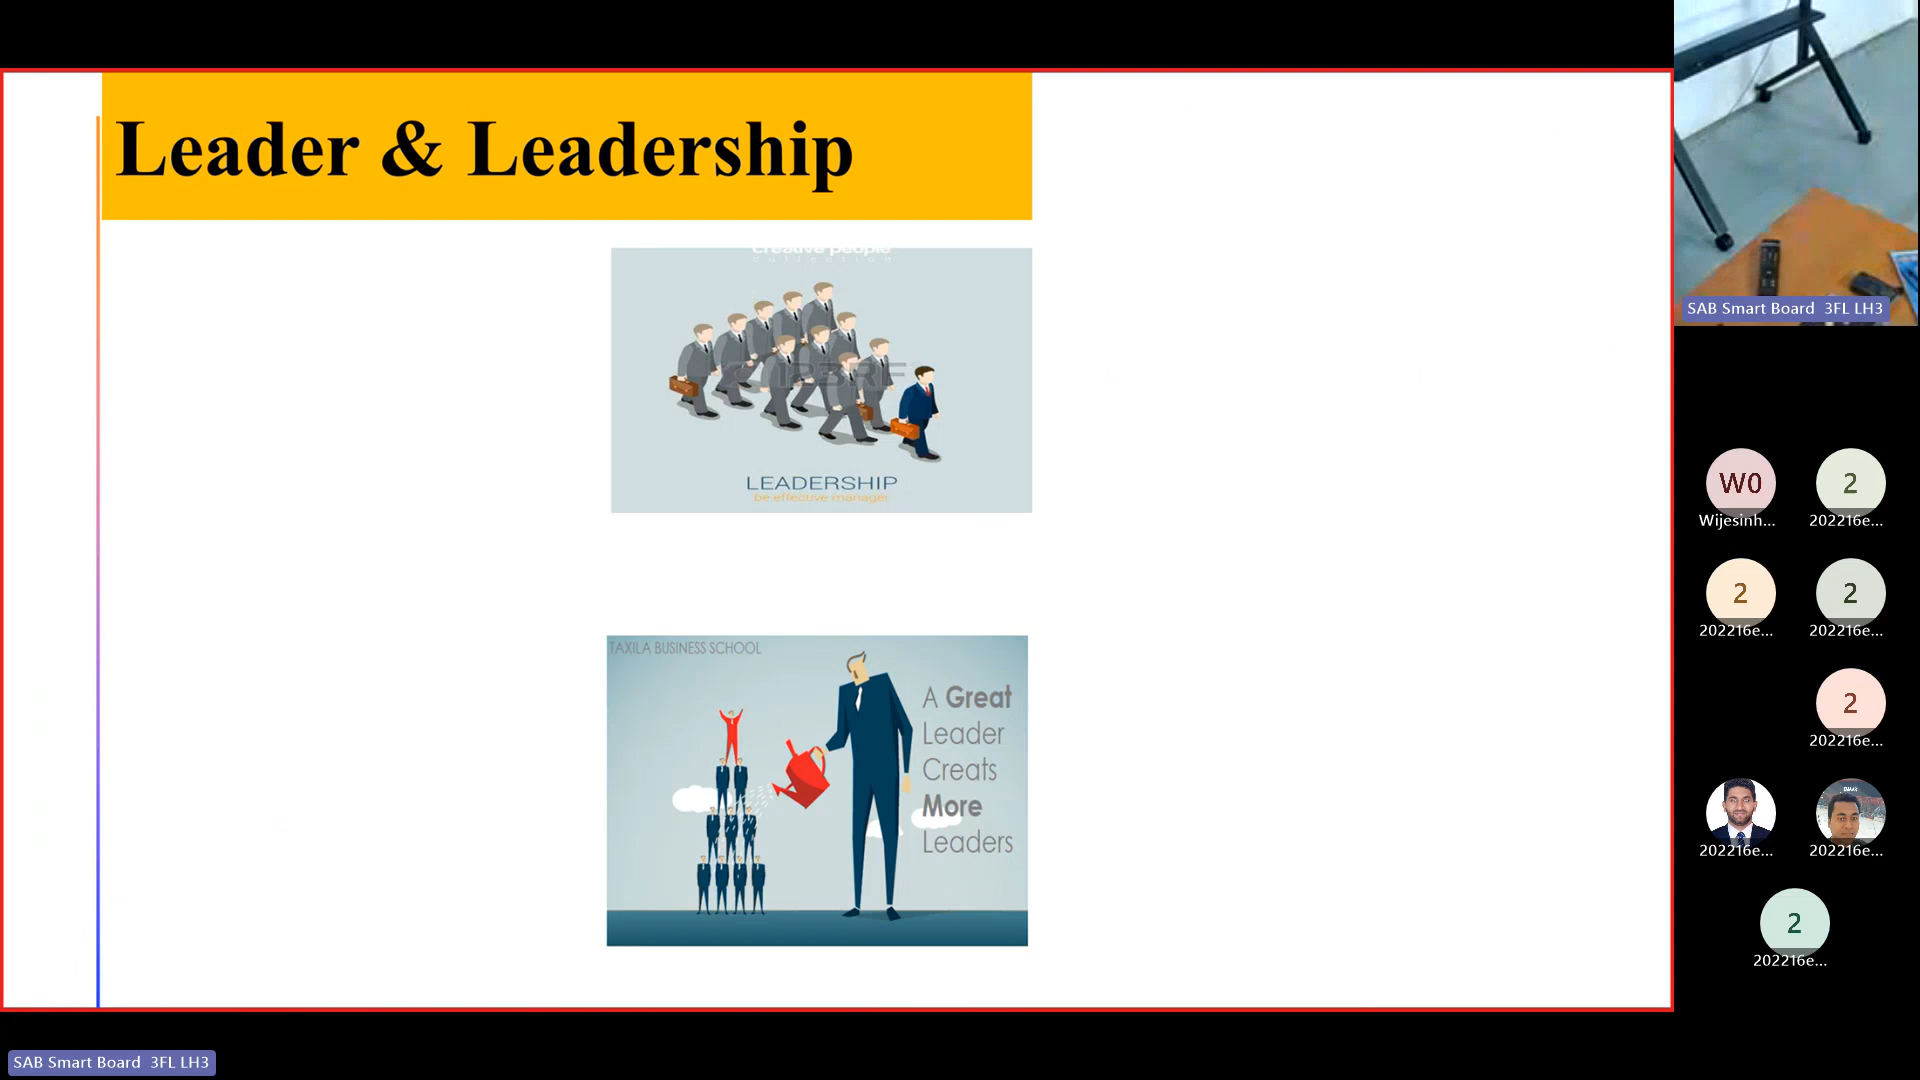 Leader & Leadership
creative people
collection
LEADERSHIP
be effective manager
TAXILA BUSINESS SCHOOL
A Great
Leader
Creats
More
Leaders
SAB Smart Board 3FL LH3
W0
Wijesinh...
2
202216e...
2
202216e...
2
202216e...
2
202216e...
202216e...
202216e...
2
202216e...
SAB Smart Board 3FL LH3